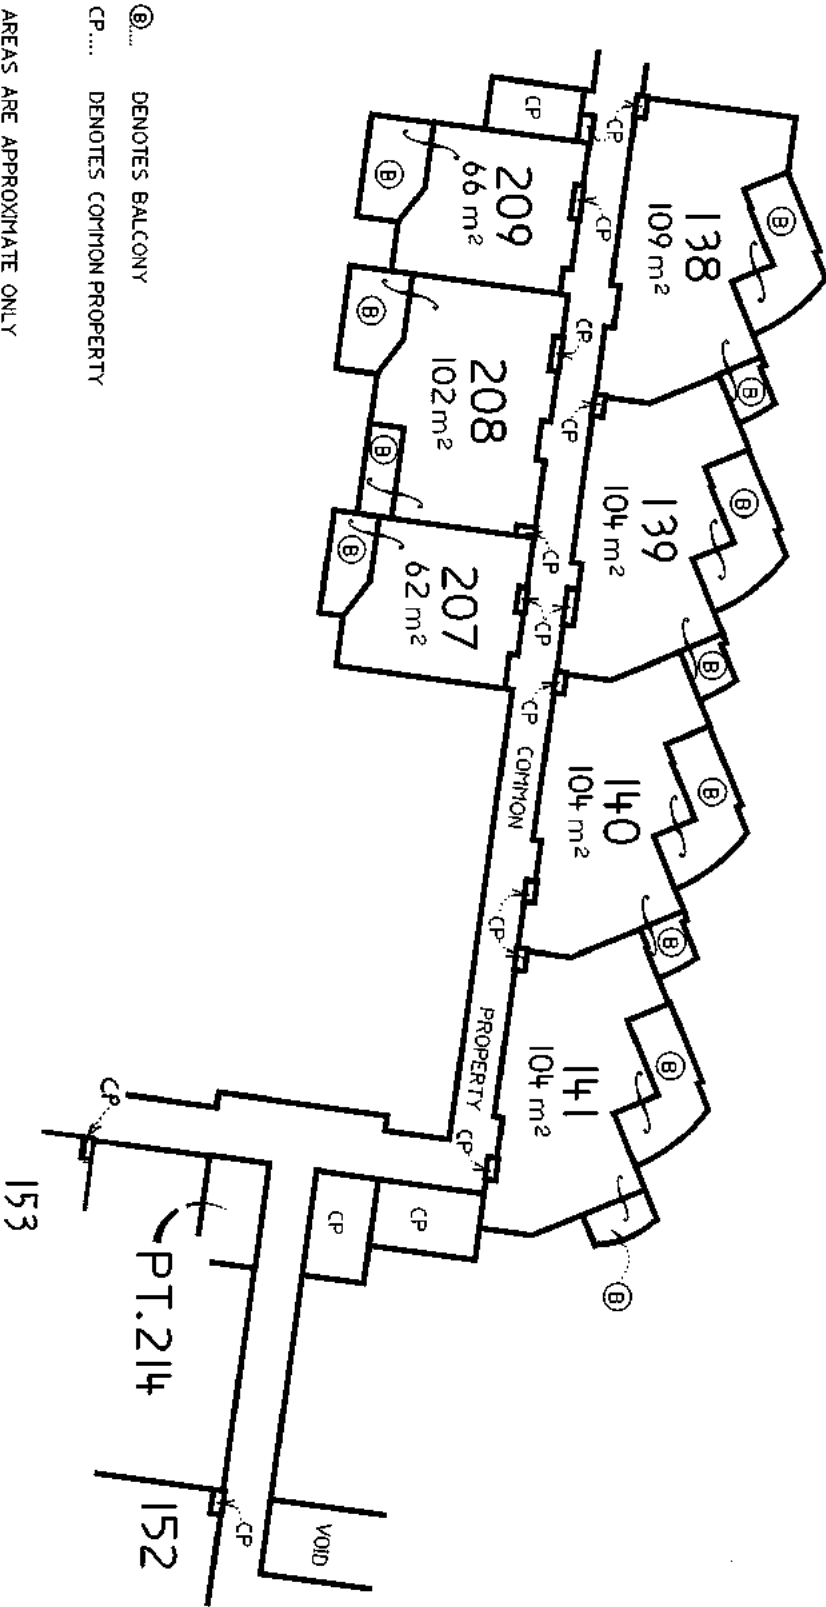 CP
CP
209
66 m²
B
CP
138
109 m²
B
CP
208
102 m²
B
B
CP
B
139
104 m²
B
CP
207
62 m²
B
CP
B
CP
COMMON
140
104 m²
B
CP
B
PROPERTY
141
104 m²
B
CP
B
CP
CP
CP
153
PT.214
152
CP
VOID
B.... DENOTES BALCONY
CP.... DENOTES COMMON PROPERTY
AREAS ARE APPROXIMATE ONLY